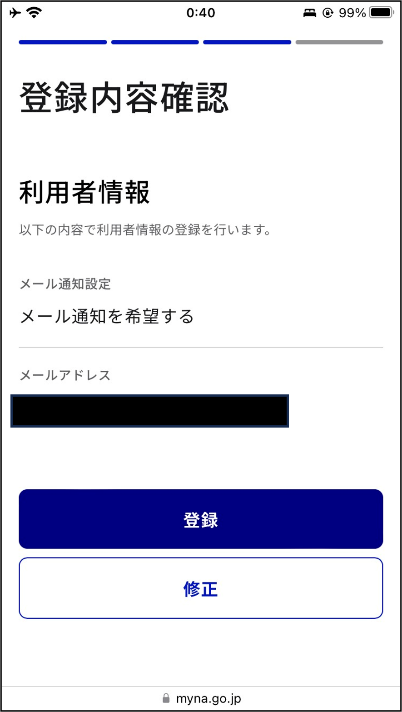 0:40
99%
登録内容確認
利用者情報
以下の内容で利用者情報の登録を行います。
メール通知設定
メール通知を希望する
メールアドレス
登録
修正
myna.go.jp